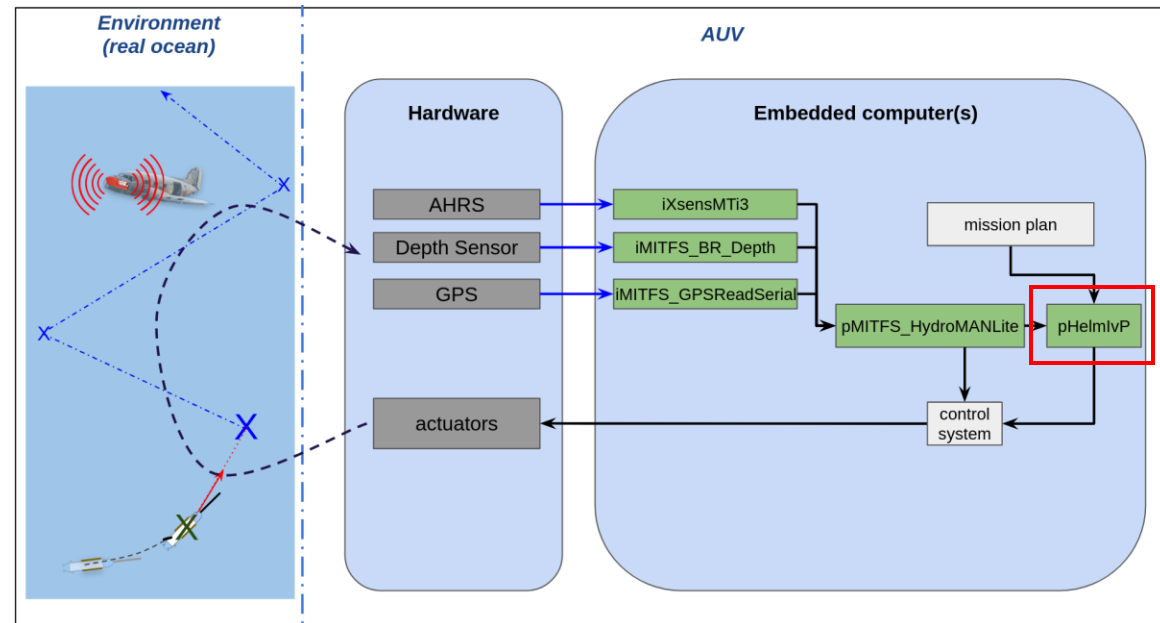 Environment
(real ocean)
AUV
Hardware
Embedded computer(s)
AHRS
iXsensMTi3
Depth Sensor
iMITFS_BR_Depth
GPS
iMITFS_GPSReadSerial
mission plan
pMITFS_HydroMANLite
pHelmIvP
actuators
control
system
X
X
X
X